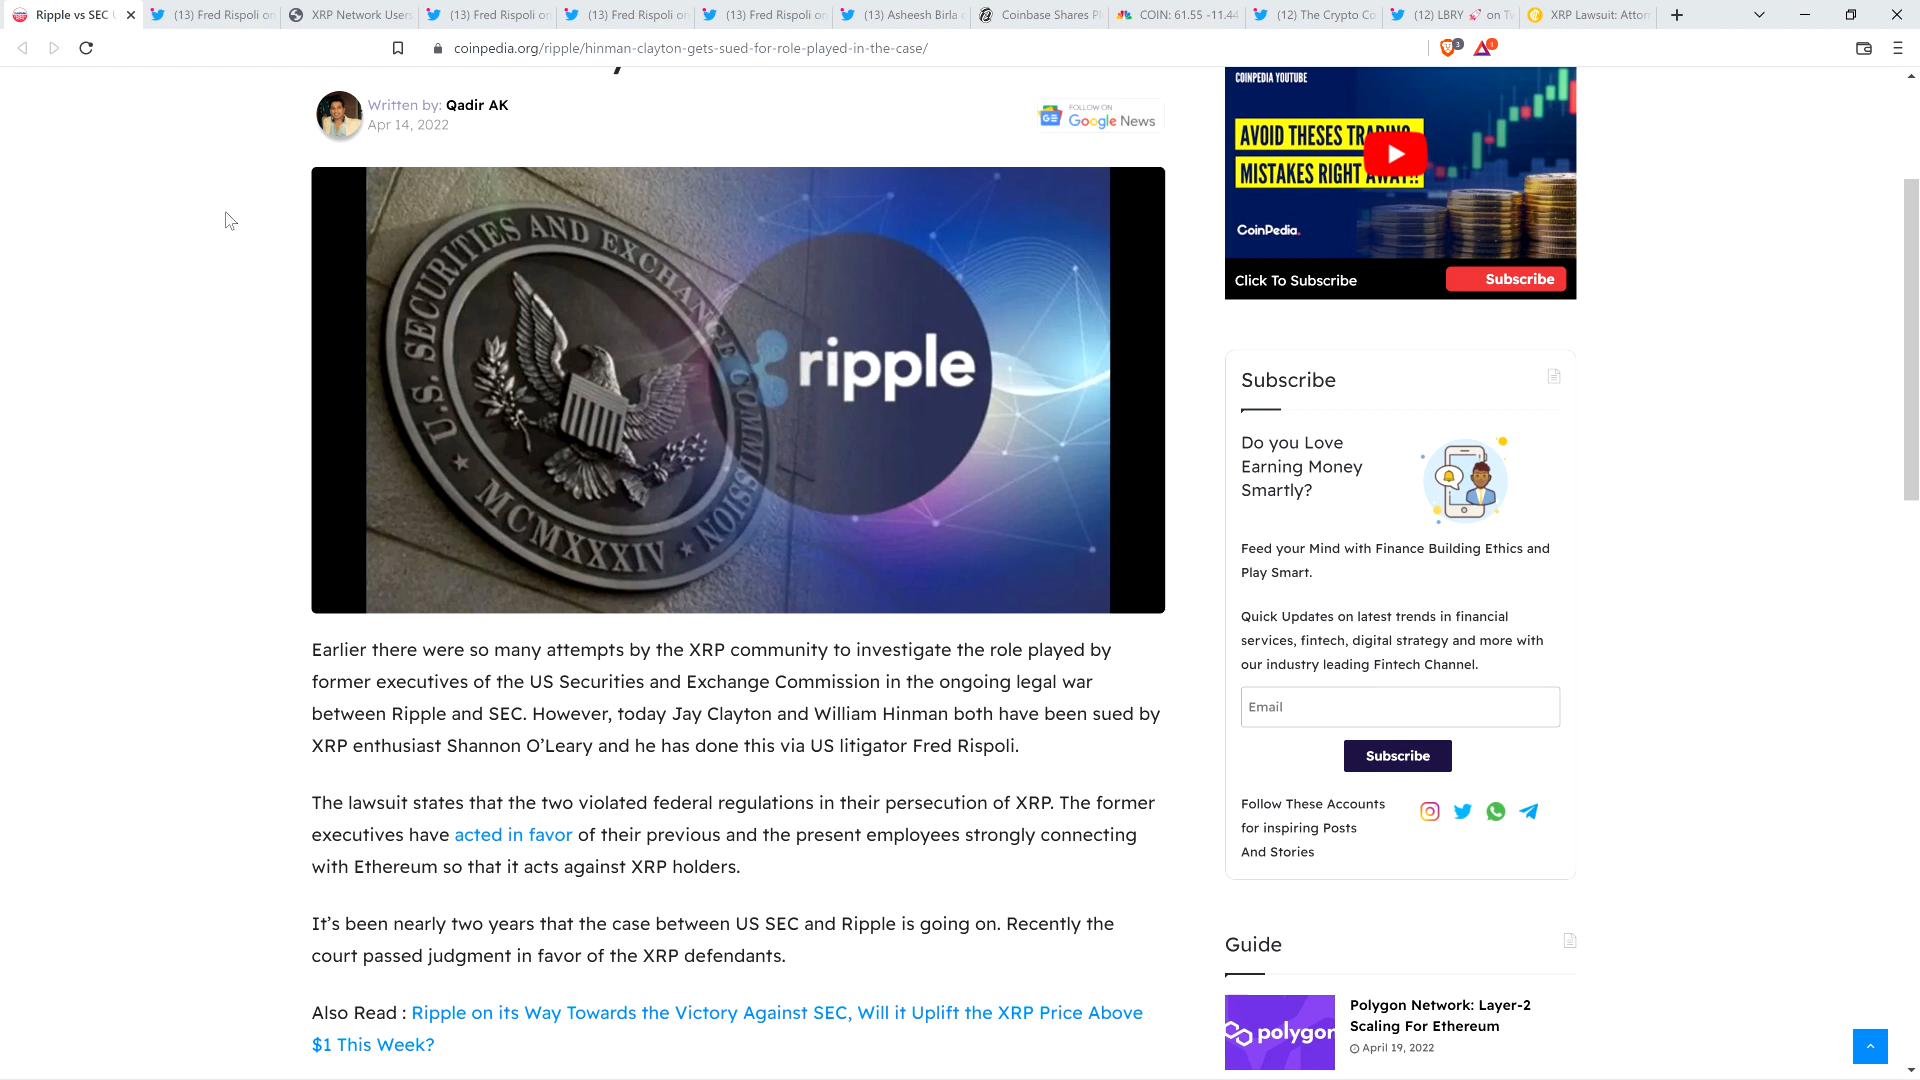 Ripple vs SEC
(13) Fred Rispoli on
XRP Network Users
(13) Fred Rispoli on
(13) Fred Rispoli on
(13) Fred Rispoli on
(13) Asheesh Birla
Coinbase Shares Pl
COIN: 61.55 -11.44
(12) The Crypto Co
(12) LBRY 🚀 on Tw
XRP Lawsuit: Attor
coinpedia.org/ripple/hinman-clayton-gets-sued-for-role-played-in-the-case/
3
1
Written by: Qadir AK
Apr 14, 2022
FOLLOW ON
Google News
GE
U.S. SECURITIES AND EXCHANGE COMMISSION
MCMXXXIV
ripple
Earlier there were so many attempts by the XRP community to investigate the role played by
former executives of the US Securities and Exchange Commission in the ongoing legal war
between Ripple and SEC. However, today Jay Clayton and William Hinman both have been sued by
XRP enthusiast Shannon O’Leary and he has done this via US litigator Fred Rispoli.
The lawsuit states that the two violated federal regulations in their persecution of XRP. The former
executives have acted in favor of their previous and the present employees strongly connecting
with Ethereum so that it acts against XRP holders.
It’s been nearly two years that the case between US SEC and Ripple is going on. Recently the
court passed judgment in favor of the XRP defendants.
Also Read : Ripple on its Way Towards the Victory Against SEC, Will it Uplift the XRP Price Above
$1 This Week?
COINPEDIA YOUTUBE
AVOID THESES TRADING
MISTAKES RIGHT AWAY!!
CoinPedia.
Click To Subscribe
Subscribe
Subscribe
Do you Love
Earning Money
Smartly?
Feed your Mind with Finance Building Ethics and
Play Smart.
Quick Updates on latest trends in financial
services, fintech, digital strategy and more with
our industry leading Fintech Channel.
Email
Subscribe
Follow These Accounts
for inspiring Posts
And Stories
Guide
polygon
Polygon Network: Layer-2
Scaling For Ethereum
April 19, 2022